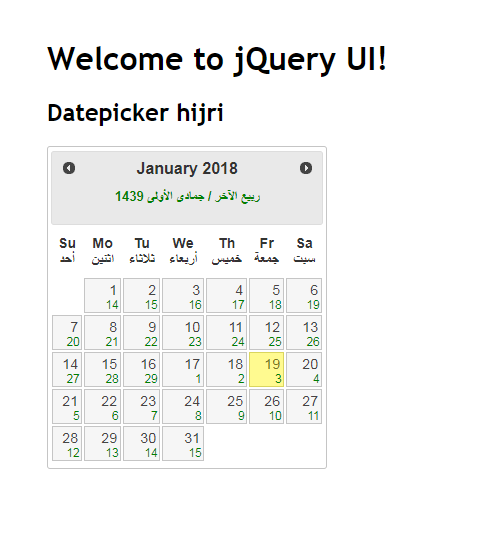 Welcome to jQuery UI!
Datepicker hijri
January 2018
ربيع الآخر / جمادى الأولى 1439
Su Mo Tu We Th Fr Sa
أحد اثنين ثلاثاء أربعاء خميس جمعة سبت
1 2 3 4 5 6
14 15 16 17 18 19
7 8 9 10 11 12 13
20 21 22 23 24 25 26
14 15 16 17 18 19 20
27 28 29 1 2 3 4
21 22 23 24 25 26 27
5 6 7 8 9 10 11
28 29 30 31
12 13 14 15